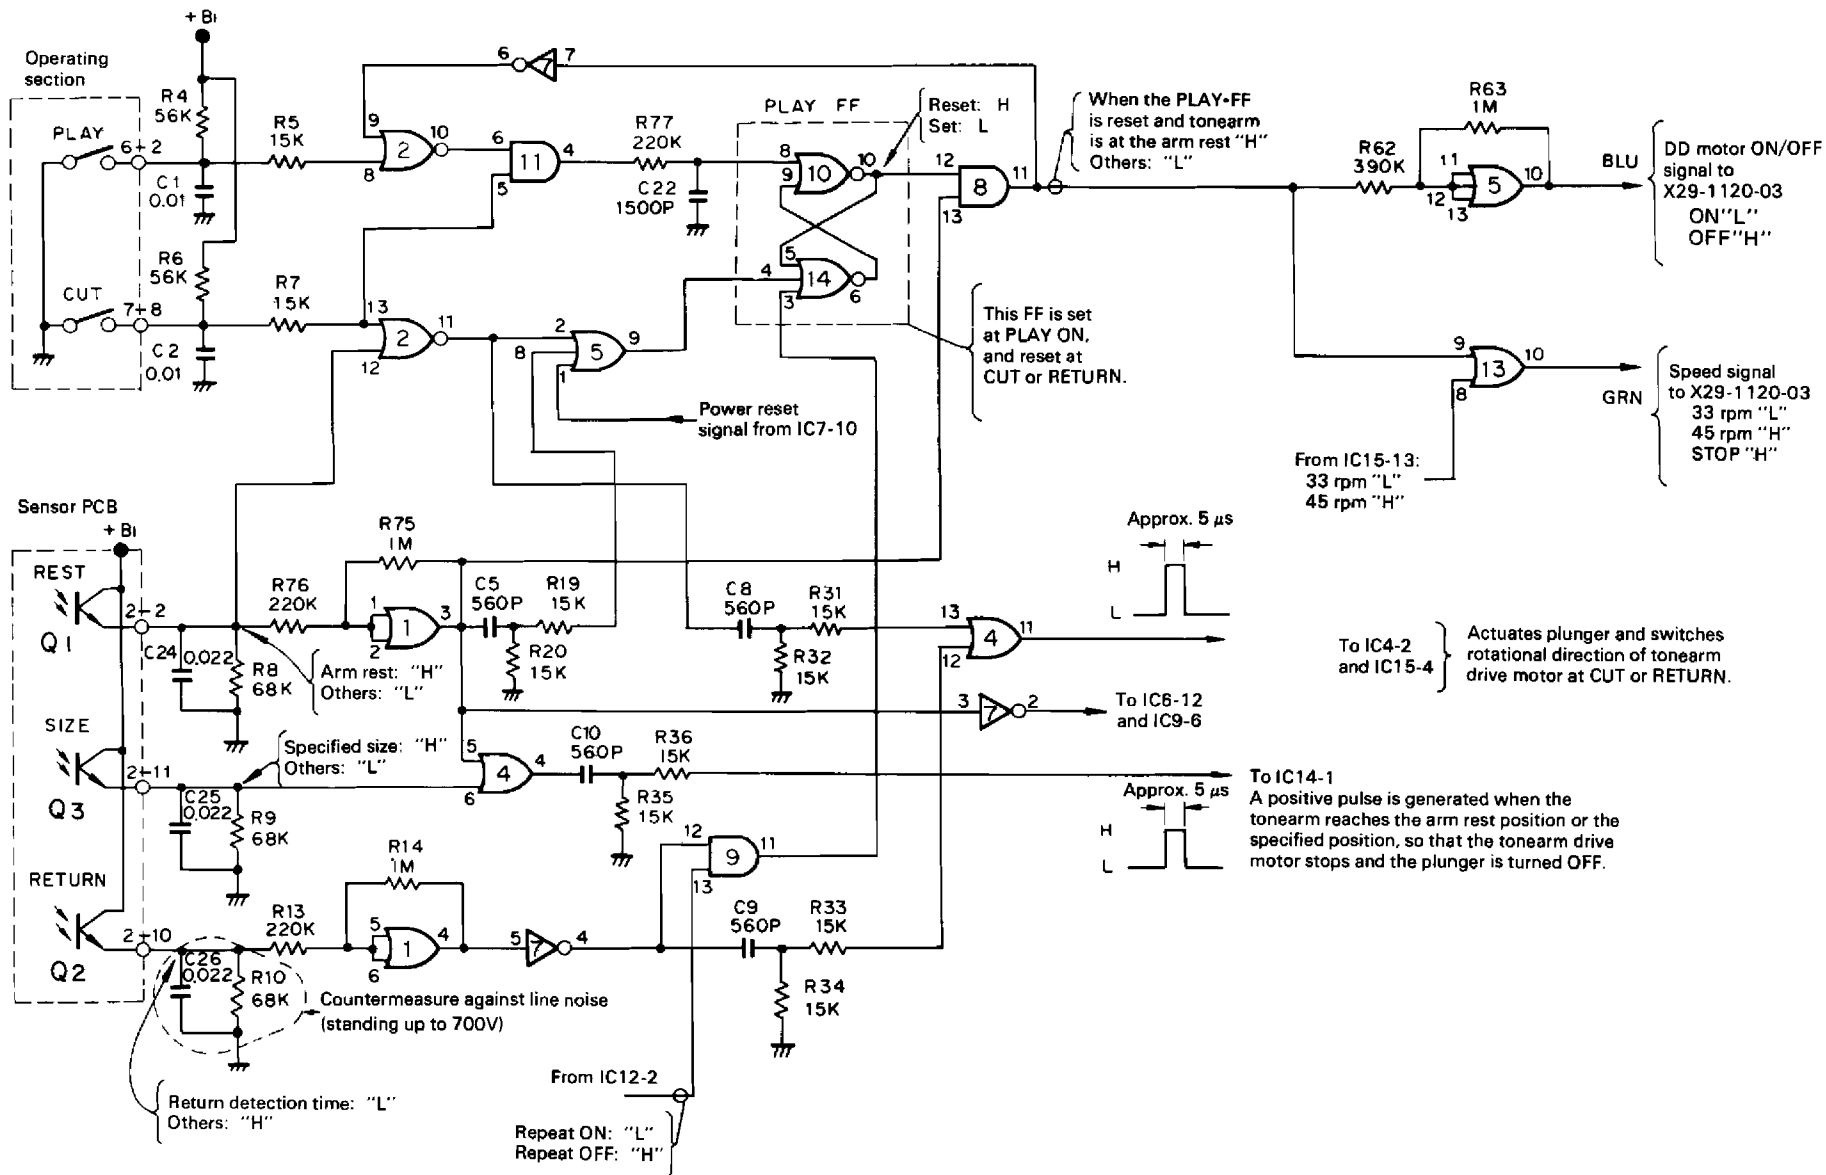 + B1
Operating
section
R4
56K
PLAY
6-2
C1
0.01
R5
15K
6
7
7
9
8
2
10
6
5
11
4
R77
220K
C22
1500P
PLAY FF
8
9
10
10
Reset: H
Set: L
12
13
8
11
When the PLAY•FF
is reset and tonearm
is at the arm rest "H"
Others: "L"
R63
1M
R62
390K
11
12
13
5
10
BLU
DD motor ON/OFF
signal to
X29-1120-03
ON "L"
OFF "H"
R6
56K
CUT
7-8
C2
0.01
R7
15K
13
12
2
11
2
8
1
5
9
4
5
3
14
6
Power reset
signal from IC7-10
This FF is set
at PLAY ON,
and reset at
CUT or RETURN.
9
8
13
10
GRN
Speed signal
to X29-1120-03
33 rpm "L"
45 rpm "H"
STOP "H"
From IC15-13:
33 rpm "L"
45 rpm "H"
Sensor PCB
+ B1
REST
2-2
Q1
C24
0.022
R8
68K
R76
220K
R75
1M
1
2
1
3
C5
560P
R19
15K
R20
15K
Arm rest: "H"
Others: "L"
C8
560P
R31
15K
R32
15K
13
12
4
11
Approx. 5 μs
H
L
To IC4-2
and IC15-4
Actuates plunger and switches
rotational direction of tonearm
drive motor at CUT or RETURN.
3
7
2
To IC6-12
and IC9-6
SIZE
2-11
Q3
C25
0.022
R9
68K
Specified size: "H"
Others: "L"
5
6
4
4
C10
560P
R36
15K
R35
15K
To IC14-1
Approx. 5 μs
H
L
A positive pulse is generated when the
tonearm reaches the arm rest position or the
specified position, so that the tonearm drive
motor stops and the plunger is turned OFF.
12
13
9
11
RETURN
2-10
Q2
C26
0.022
R10
68K
R13
220K
R14
1M
5
6
1
4
5
7
4
C9
560P
R33
15K
R34
15K
Countermeasure against line noise
(standing up to 700V)
Return detection time: "L"
Others: "H"
From IC12-2
Repeat ON: "L"
Repeat OFF: "H"